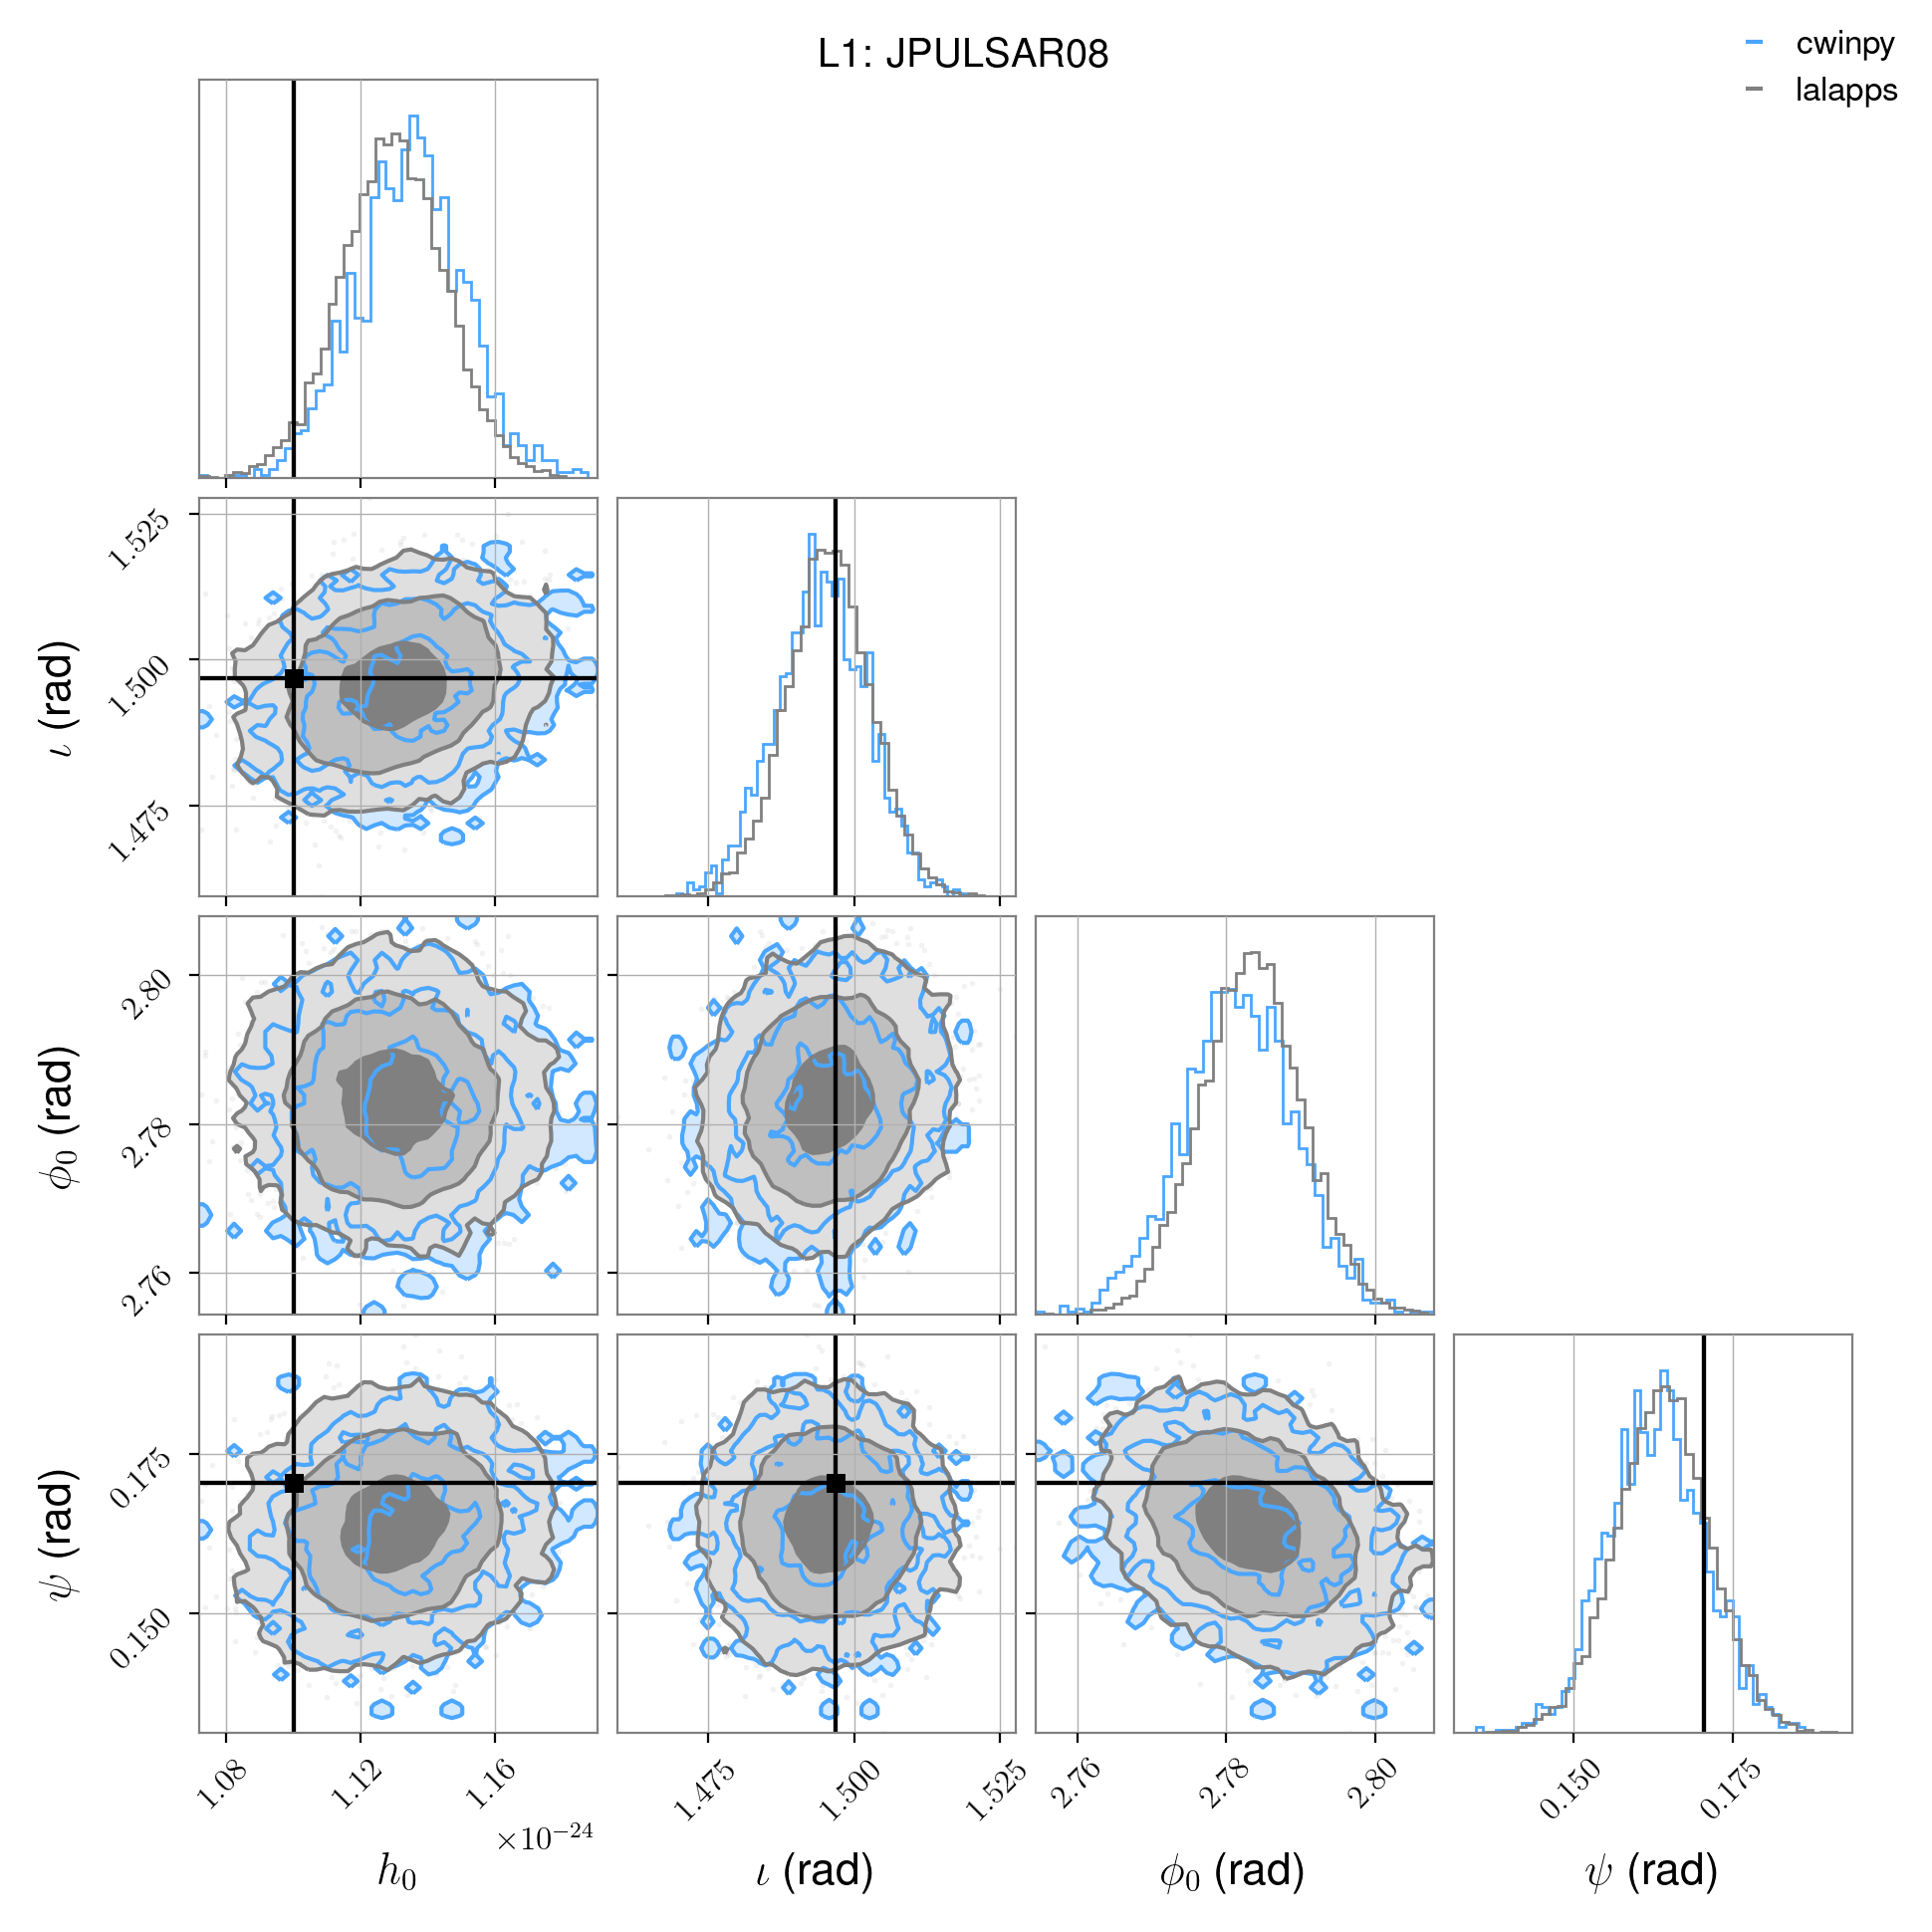 L1: JPULSAR08
cwinpy
lalapps
ι (rad)
1.525
1.500
1.475
ϕ₀ (rad)
2.80
2.78
2.76
ψ (rad)
0.175
0.150
1.08 1.12 1.16
×10⁻²⁴
h₀
1.475 1.500 1.525
ι (rad)
2.76 2.78 2.80
ϕ₀ (rad)
0.150 0.175
ψ (rad)